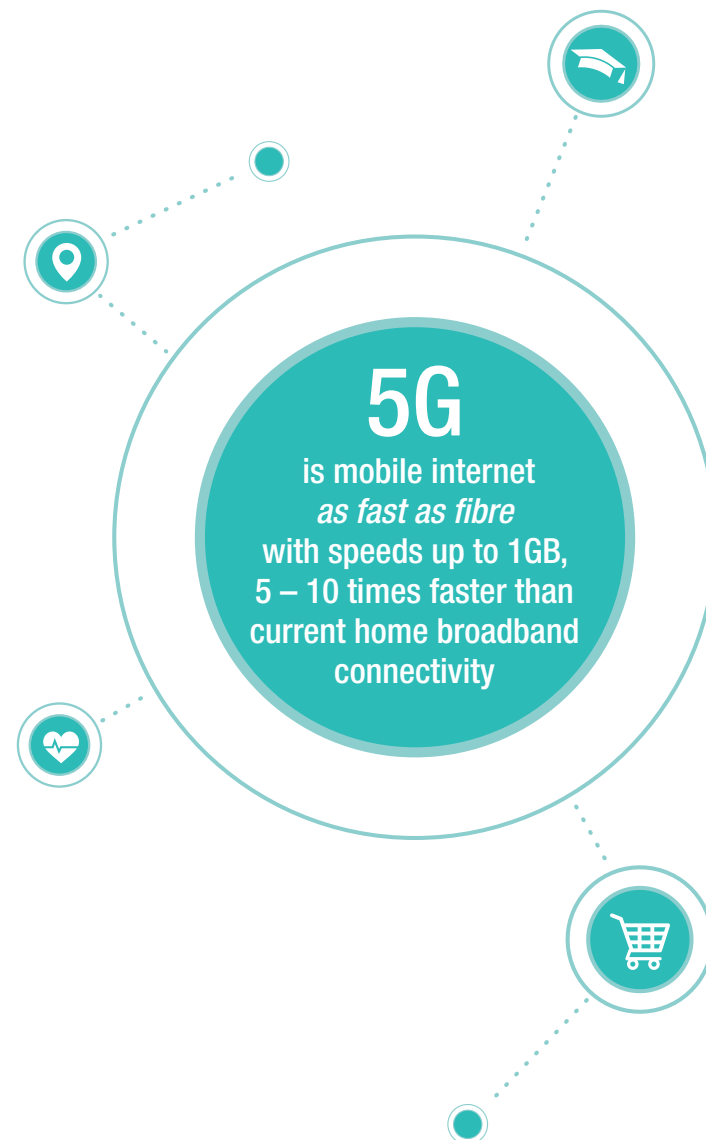 5G
is mobile internet
as fast as fibre
with speeds up to 1GB,
5 – 10 times faster than
current home broadband
connectivity